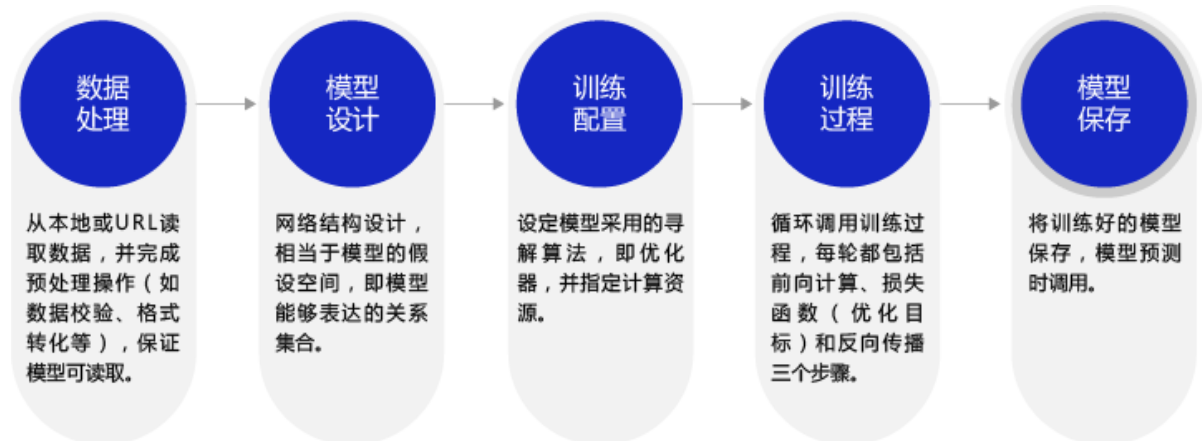 数据
处理
从本地或URL读
取数据，并完成
预处理操作（如
数据校验、格式
转化等），保证
模型可读取。
模型
设计
网络结构设计，
相当于模型的假
设空间，即模型
能够表达的关系
集合。
训练
配置
设定模型采用的寻
解算法，即优化
器，并指定计算资
源。
训练
过程
循环调用训练过
程，每轮都包括
前向计算、损失
函数（优化目
标）和反向传播
三个步骤。
模型
保存
将训练好的模型
保存，模型预测
时调用。